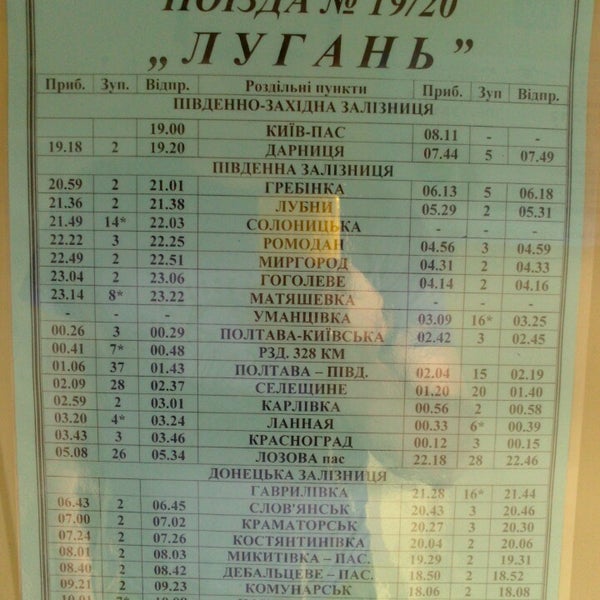 ПОЇЗДА № 19/20
„ЛУГАНЬ”
Приб. Зуп. Відпр. Роздільні пункти Приб. Зуп Відпр.
ПІВДЕННО-ЗАХІДНА ЗАЛІЗНИЦЯ
19.00 КИЇВ-ПАС 08.11 - -
19.18 2 19.20 ДАРНИЦЯ 07.44 5 07.49
ПІВДЕННА ЗАЛІЗНИЦЯ
20.59 2 21.01 ГРЕБІНКА 06.13 5 06.18
21.36 2 21.38 ЛУБНИ 05.29 2 05.31
21.49 14* 22.03 СОЛОНИЦЬКА - - -
22.22 3 22.25 РОМОДАН 04.56 3 04.59
22.49 2 22.51 МИРГОРОД 04.31 2 04.33
23.04 2 23.06 ГОГОЛЕВЕ 04.14 2 04.16
23.14 8* 23.22 МАТЯШЕВКА - - -
- - - УМАНЦІВКА 03.09 16* 03.25
00.26 3 00.29 ПОЛТАВА-КИЇВСЬКА 02.42 3 02.45
00.41 7* 00.48 РЗД. 328 КМ
01.06 37 01.43 ПОЛТАВА – ПІВД. 02.04 15 02.19
02.09 28 02.37 СЕЛЕЩИНЕ 01.20 20 01.40
02.59 2 03.01 КАРЛІВКА 00.56 2 00.58
03.20 4* 03.24 ЛАННАЯ 00.33 6* 00.39
03.43 3 03.46 КРАСНОГРАД 00.12 3 00.15
05.08 26 05.34 ЛОЗОВА пас 22.18 28 22.46
ДОНЕЦЬКА ЗАЛІЗНИЦЯ
ГАВРИЛІВКА 21.28 16* 21.44
06.43 2 06.45 СЛОВ'ЯНСЬК 20.43 3 20.46
07.00 2 07.02 КРАМАТОРСЬК 20.27 3 20.30
07.24 2 07.26 КОСТЯНТИНІВКА 20.04 2 20.06
08.01 2 08.03 МИКИТІВКА – ПАС. 19.29 2 19.31
08.40 2 08.42 ДЕБАЛЬЦЕВЕ – ПАС. 18.50 2 18.52
09.21 2 09.23 КОМУНАРСЬК 18.06 2 18.08